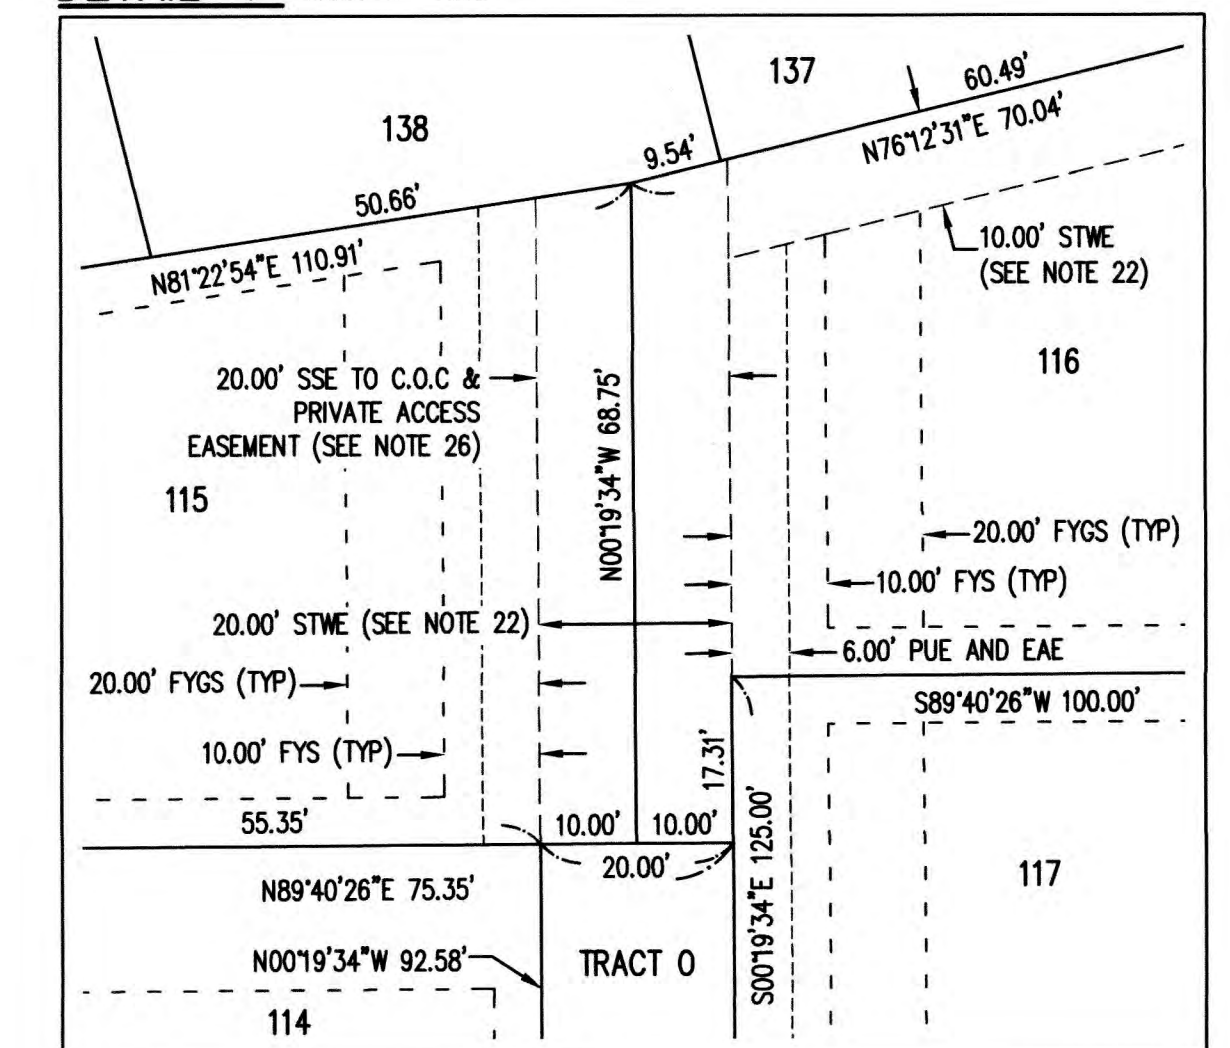 137
60.49'
138
9.54'
N76°12'31"E 70.04'
50.66'
N81°22'54"E 110.91'
10.00' STWE
(SEE NOTE 22)
116
20.00' SSE TO C.O.C &
PRIVATE ACCESS
EASEMENT (SEE NOTE 26)
N00°19'34"W 68.75'
115
20.00' FYGS (TYP)
10.00' FYS (TYP)
20.00' STWE (SEE NOTE 22)
6.00' PUE AND EAE
20.00' FYGS (TYP)
S89°40'26"W 100.00'
10.00' FYS (TYP)
17.31'
55.35'
10.00'
10.00'
20.00'
S00°19'34"E 125.00'
117
N89°40'26"E 75.35'
N00°19'34"W 92.58'
TRACT O
114